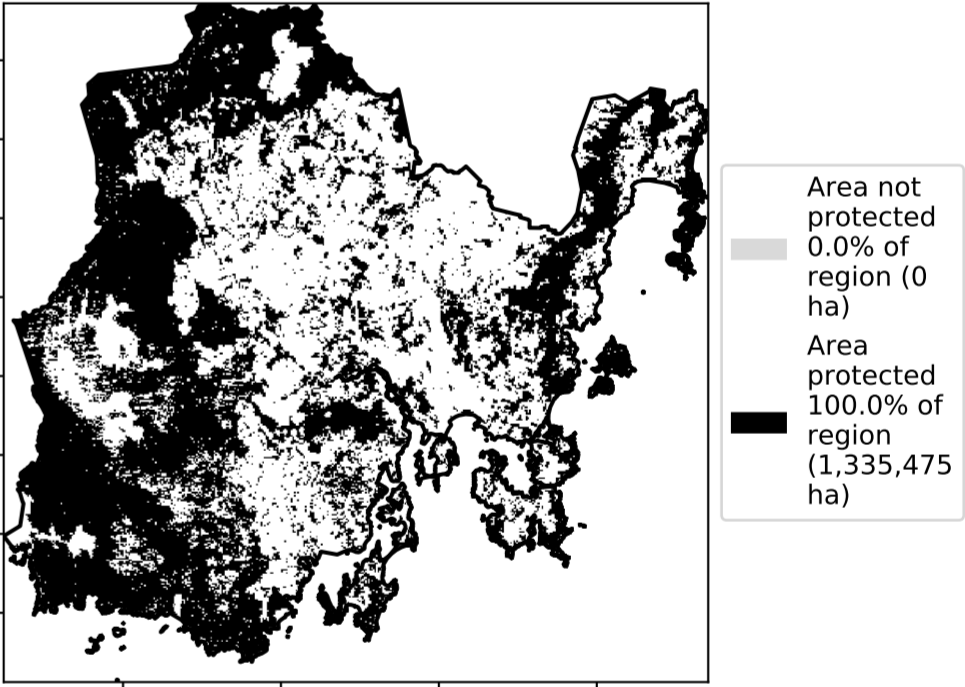 Area not
protected
0.0% of
region (0
ha)
Area
protected
100.0% of
region
(1,335,475
ha)